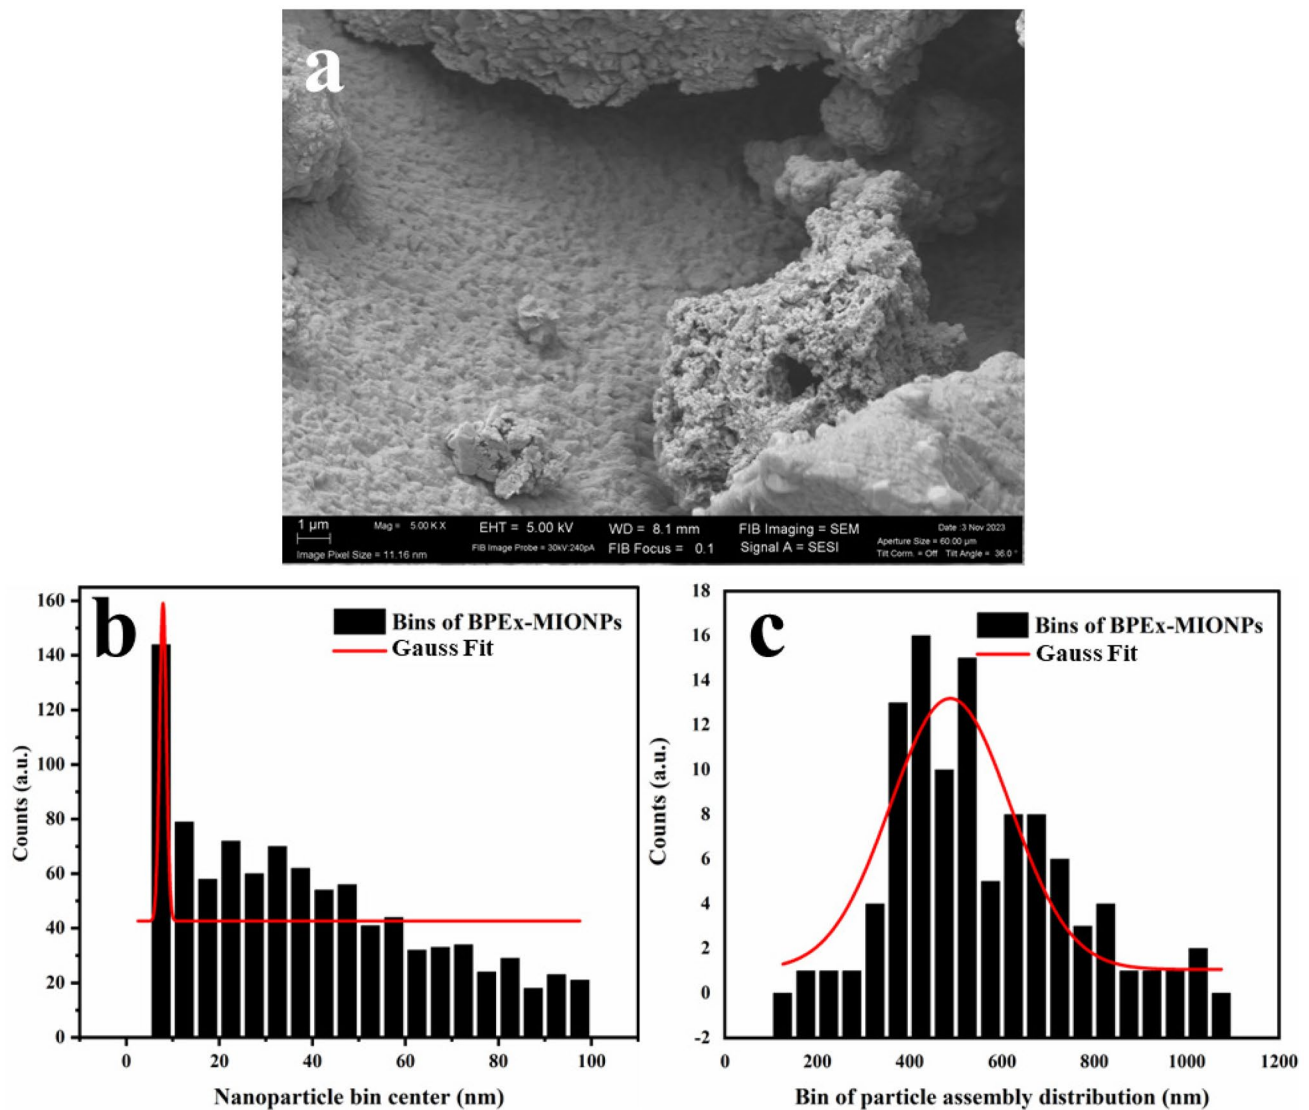 a
1 µm
Mag = 5.00 K X
EHT = 5.00 kV
WD = 8.1 mm
FIB Imaging = SEM
Date :3 Nov 2023
Image Pixel Size = 11.16 nm
FIB Image Probe = 30kV:240pA
FIB Focus = 0.1
Signal A = SESI
Aperture Size = 60.00 µm
Tilt Corrn. = Off Tilt Angle = 36.0 °
b
Bins of BPEx-MIONPs
Gauss Fit
160
140
120
100
80
60
40
20
0
Counts (a.u.)
0 20 40 60 80 100
Nanoparticle bin center (nm)
c
Bins of BPEx-MIONPs
Gauss Fit
18
16
14
12
10
8
6
4
2
0
-2
Counts (a.u.)
0 200 400 600 800 1000 1200
Bin of particle assembly distribution (nm)